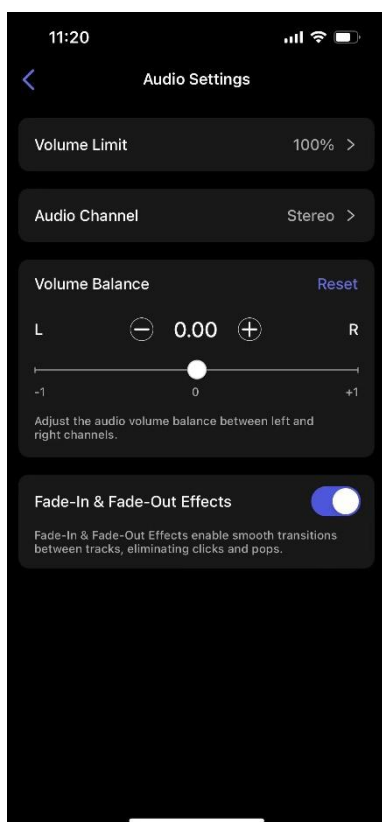 11:20
Audio Settings
Volume Limit 100% >
Audio Channel Stereo >
Volume Balance Reset
L 0.00 R
-1 0 +1
Adjust the audio volume balance between left and
right channels.
Fade-In & Fade-Out Effects
Fade-In & Fade-Out Effects enable smooth transitions
between tracks, eliminating clicks and pops.